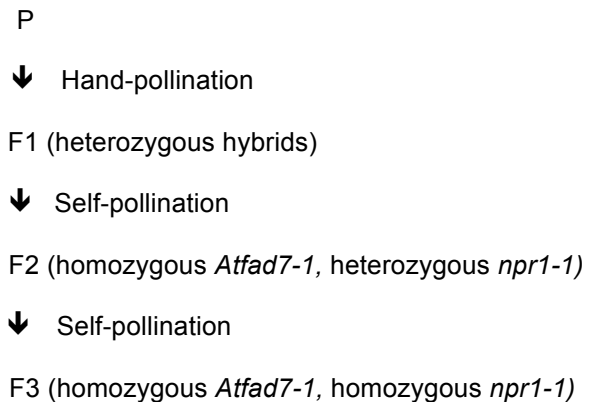 P
🡻 Hand-pollination
F1 (heterozygous hybrids)
🡻 Self-pollination
F2 (homozygous Atfad7-1, heterozygous npr1-1)
🡻 Self-pollination
F3 (homozygous Atfad7-1, homozygous npr1-1)